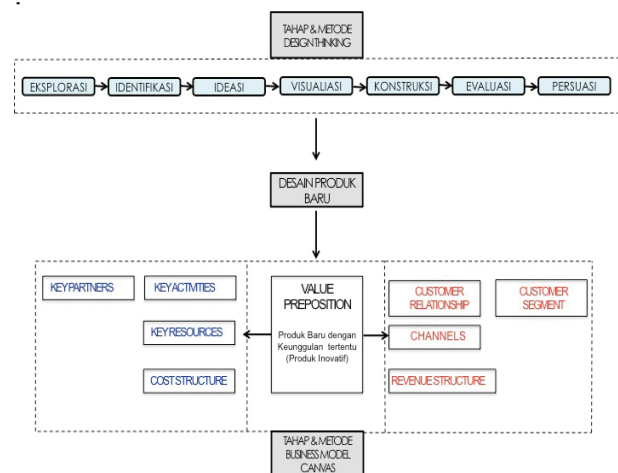 TAHAP & METODE
DESIGN THINKING
EKSPLORASI
IDENTIFIKASI
IDEASI
VISUALIASI
KONSTRUKSI
EVALUASI
PERSUASI
DESAIN PRODUK
BARU
KEY PARTNERS
KEY ACTIVITIES
KEY RESOURCES
COST STRUCTURE
VALUE
PREPOSITION
Produk Baru dengan
Keunggulan tertentu
(Produk Inovatif)
CUSTOMER
RELATIONSHIP
CUSTOMER
SEGMENT
CHANNELS
REVENUE STRUCTURE
TAHAP & METODE
BUSINESS MODEL
CANVAS